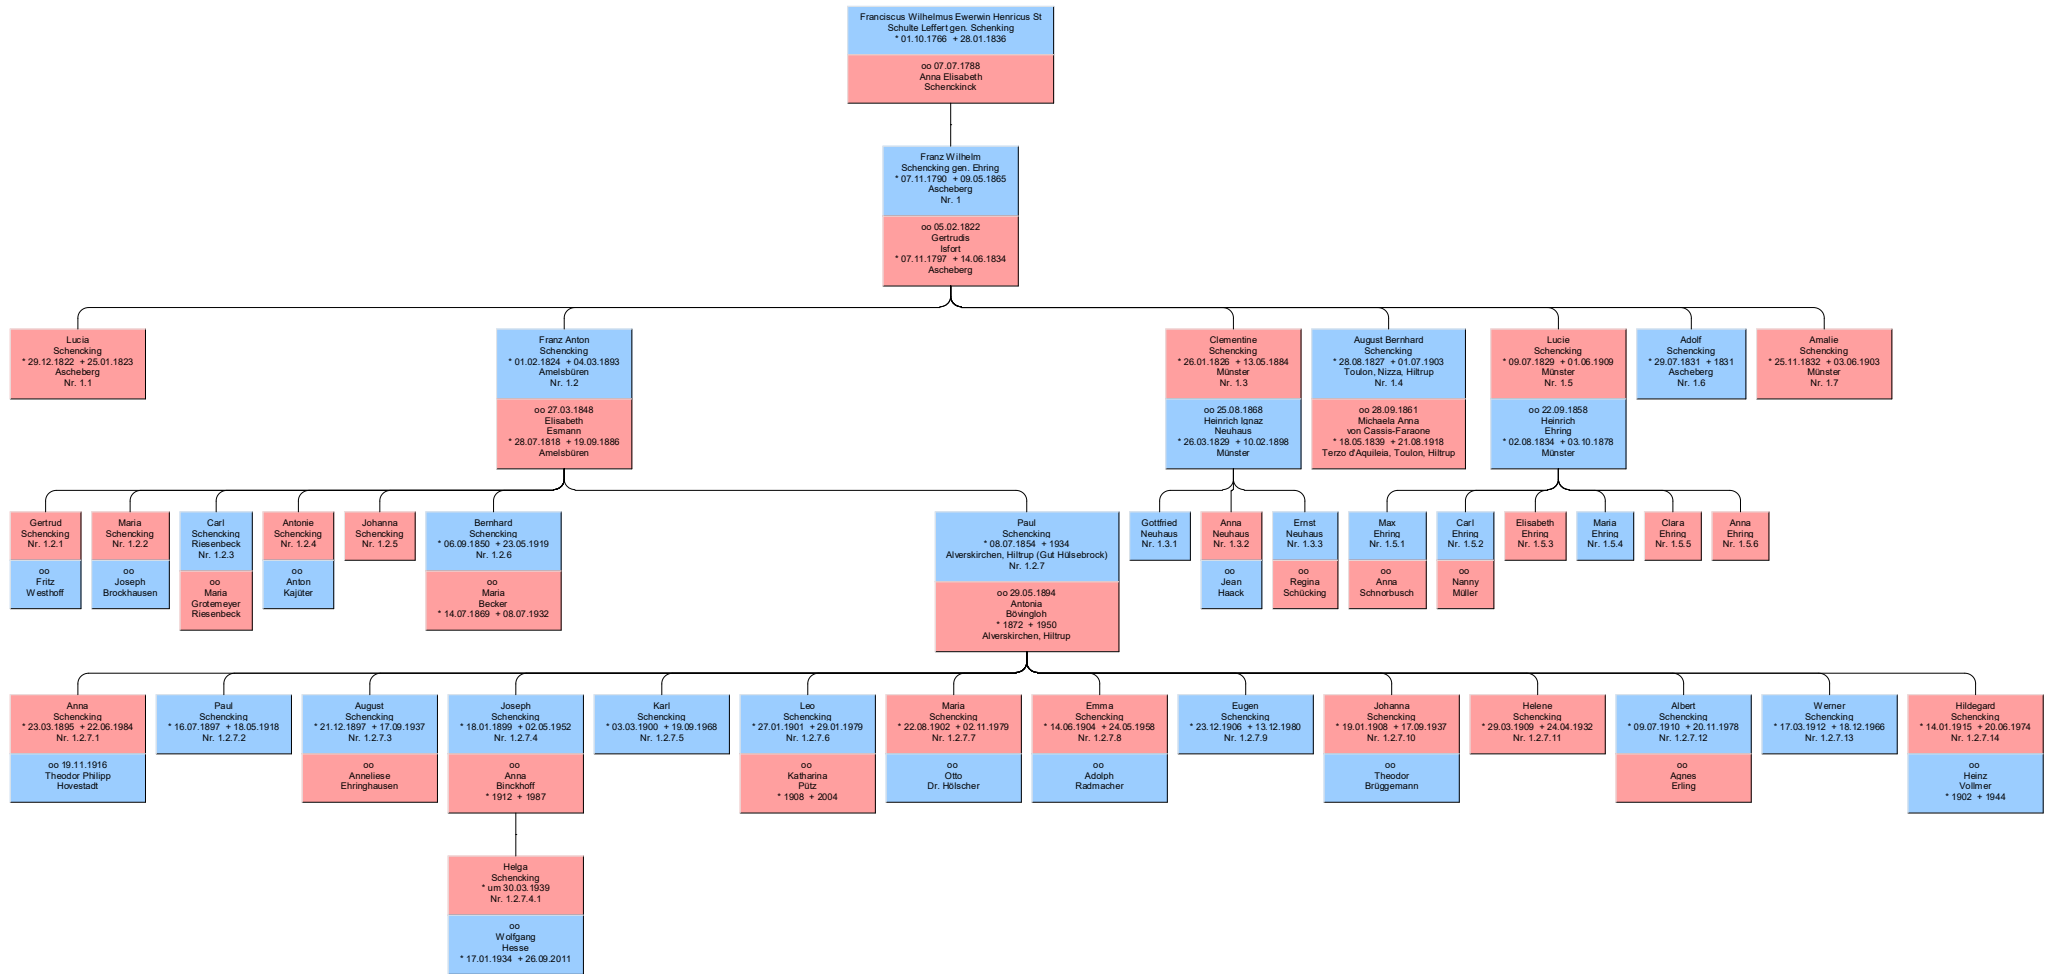 Franciscus Wilhelmus Ewerwin Henricus St
Schulte Leffert gen. Schenking
* 01.10.1766 + 28.01.1836
oo 07.07.1788
Anna Elisabeth
Schenckinck
Franz Wilhelm
Schencking gen. Ehring
* 07.11.1790 + 09.05.1865
Ascheberg
Nr. 1
oo 05.02.1822
Gertrudis
Isfort
* 07.11.1797 + 14.06.1834
Ascheberg
Lucia
Schencking
* 29.12.1822 + 25.01.1823
Ascheberg
Nr. 1.1
Franz Anton
Schencking
* 01.02.1824 + 04.03.1893
Amelsbüren
Nr. 1.2
oo 27.03.1848
Elisabeth
Esmann
* 28.07.1818 + 19.09.1886
Amelsbüren
Clementine
Schencking
* 26.01.1826 + 13.05.1884
Münster
Nr. 1.3
oo 25.08.1868
Heinrich Ignaz
Neuhaus
* 26.03.1829 + 10.02.1898
Münster
August Bernhard
Schencking
* 28.08.1827 + 01.07.1903
Toulon, Nizza, Hiltrup
Nr. 1.4
oo 28.09.1861
Michaela Anna
von Cassis-Faraone
* 18.05.1839 + 21.08.1918
Terzo d'Aquileia, Toulon, Hiltrup
Lucie
Schencking
* 09.07.1829 + 01.06.1909
Münster
Nr. 1.5
oo 22.09.1858
Heinrich
Ehring
* 02.08.1834 + 03.10.1878
Münster
Adolf
Schencking
* 29.07.1831 + 1831
Ascheberg
Nr. 1.6
Amalie
Schencking
* 25.11.1832 + 03.06.1903
Münster
Nr. 1.7
Gertrud
Schencking
Nr. 1.2.1
oo
Fritz
Westhoff
Maria
Schencking
Nr. 1.2.2
oo
Joseph
Brockhausen
Carl
Schencking
Riesenbeck
Nr. 1.2.3
oo
Maria
Grotemeyer
Riesenbeck
Antonie
Schencking
Nr. 1.2.4
oo
Anton
Kajüter
Johanna
Schencking
Nr. 1.2.5
Bernhard
Schencking
* 06.09.1850 + 23.05.1919
Nr. 1.2.6
oo
Maria
Becker
* 14.07.1869 + 08.07.1932
Paul
Schencking
* 08.07.1854 + 1934
Alverskirchen, Hiltrup (Gut Hülsebrock)
Nr. 1.2.7
oo 29.05.1894
Antonia
Bövingloh
* 1872 + 1950
Alverskirchen, Hiltrup
Gottfried
Neuhaus
Nr. 1.3.1
Anna
Neuhaus
Nr. 1.3.2
oo
Jean
Haack
Ernst
Neuhaus
Nr. 1.3.3
oo
Regina
Schücking
Max
Ehring
Nr. 1.5.1
oo
Anna
Schnorbusch
Carl
Ehring
Nr. 1.5.2
oo
Nanny
Müller
Elisabeth
Ehring
Nr. 1.5.3
Maria
Ehring
Nr. 1.5.4
Clara
Ehring
Nr. 1.5.5
Anna
Ehring
Nr. 1.5.6
Anna
Schencking
* 23.03.1895 + 22.06.1984
Nr. 1.2.7.1
oo 19.11.1916
Theodor Philipp
Hovestadt
Paul
Schencking
* 16.07.1897 + 18.05.1918
Nr. 1.2.7.2
August
Schencking
* 21.12.1897 + 17.09.1937
Nr. 1.2.7.3
oo
Anneliese
Ehringhausen
Joseph
Schencking
* 18.01.1899 + 02.05.1952
Nr. 1.2.7.4
oo
Anna
Binckhoff
* 1912 + 1987
Karl
Schencking
* 03.03.1900 + 19.09.1968
Nr. 1.2.7.5
Leo
Schencking
* 27.01.1901 + 29.01.1979
Nr. 1.2.7.6
oo
Katharina
Pütz
* 1908 + 2004
Maria
Schencking
* 22.08.1902 + 02.11.1979
Nr. 1.2.7.7
oo
Otto
Dr. Hölscher
Emma
Schencking
* 14.06.1904 + 24.05.1958
Nr. 1.2.7.8
oo
Adolph
Radmacher
Eugen
Schencking
* 23.12.1906 + 13.12.1980
Nr. 1.2.7.9
Johanna
Schencking
* 19.01.1908 + 17.09.1937
Nr. 1.2.7.10
oo
Theodor
Brüggemann
Helene
Schencking
* 29.03.1909 + 24.04.1932
Nr. 1.2.7.11
Albert
Schencking
* 09.07.1910 + 20.11.1978
Nr. 1.2.7.12
oo
Agnes
Erling
Werner
Schencking
* 17.03.1912 + 18.12.1966
Nr. 1.2.7.13
Hildegard
Schencking
* 14.01.1915 + 20.06.1974
Nr. 1.2.7.14
oo
Heinz
Vollmer
* 1902 + 1944
Helga
Schencking
* um 30.03.1939
Nr. 1.2.7.4.1
oo
Wolfgang
Hesse
* 17.01.1934 + 26.09.2011